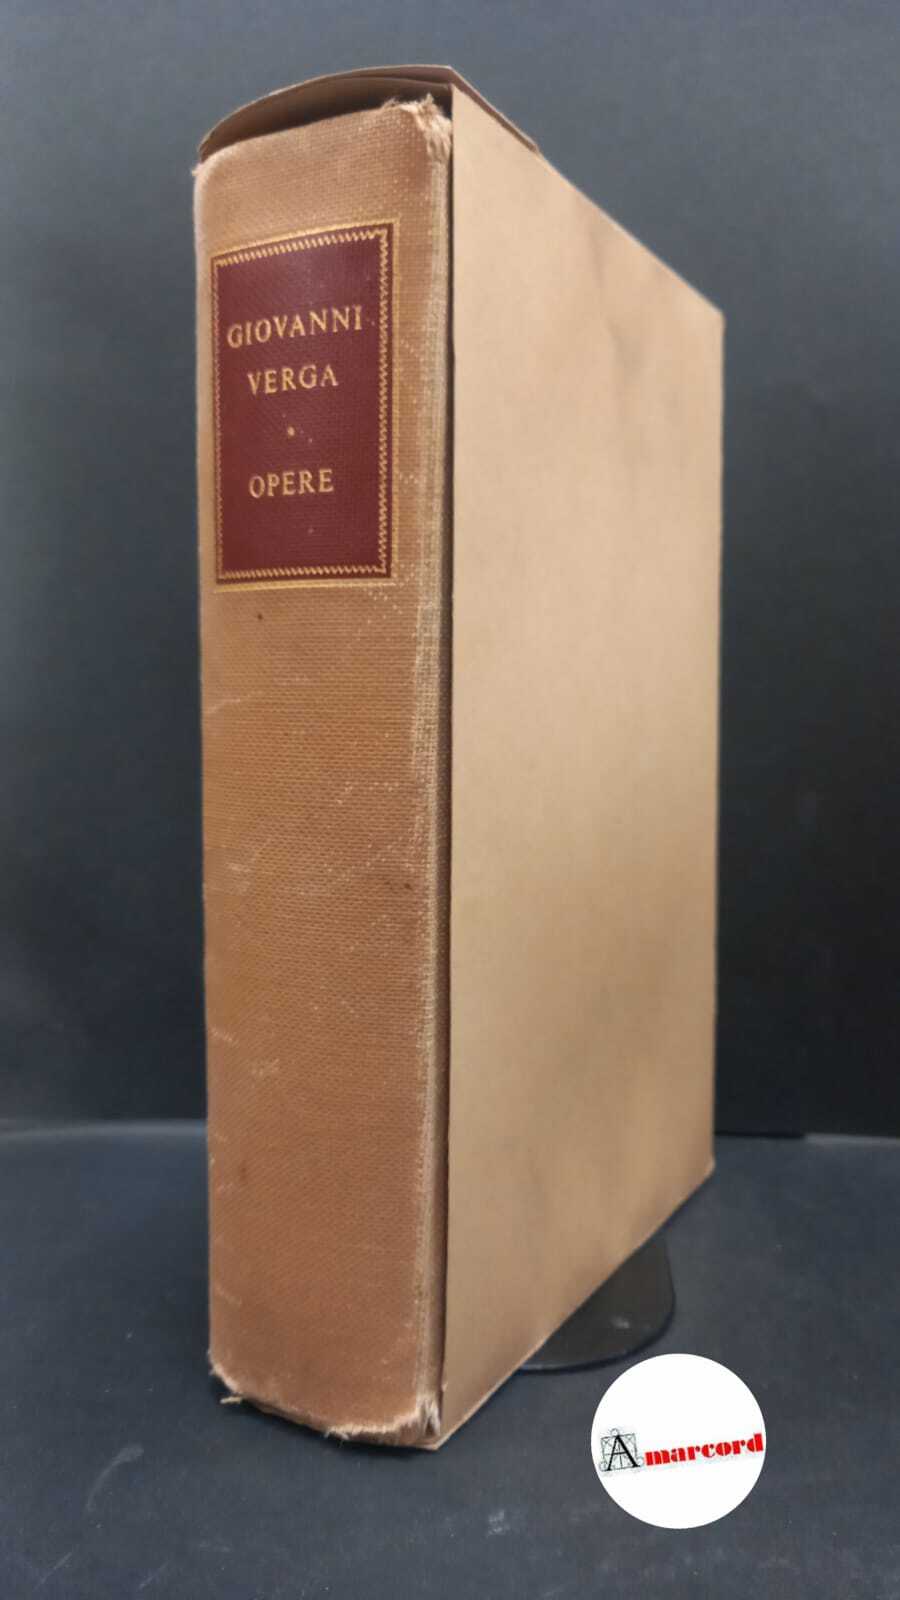 GIOVANNI
VERGA
•
OPERE
Amarcord